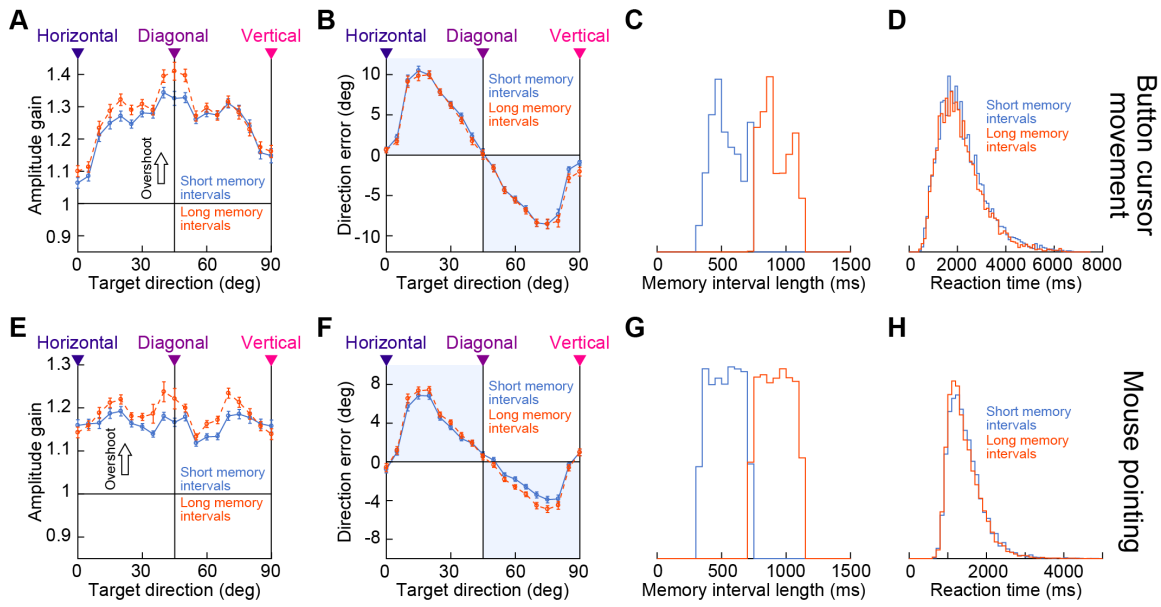 A
Horizontal Diagonal Vertical
Amplitude gain
1.4
1.3
1.2
1.1
1
0.9
Overshoot
Short memory
intervals
Long memory
intervals
0 30 60 90
Target direction (deg)
B
Horizontal Diagonal Vertical
Direction error (deg)
10
5
0
-5
-10
Short memory
intervals
Long memory
intervals
0 30 60 90
Target direction (deg)
C
0 500 1000 1500
Memory interval length (ms)
D
Short memory
intervals
Long memory
intervals
0 2000 4000 6000 8000
Reaction time (ms)
Button cursor
movement
E
Horizontal Diagonal Vertical
Amplitude gain
1.3
1.2
1.1
1
0.9
Overshoot
Short memory
intervals
Long memory
intervals
0 30 60 90
Target direction (deg)
F
Horizontal Diagonal Vertical
Direction error (deg)
8
4
0
-4
-8
Short memory
intervals
Long memory
intervals
0 30 60 90
Target direction (deg)
G
0 500 1000 1500
Memory interval length (ms)
H
Short memory
intervals
Long memory
intervals
0 2000 4000
Reaction time (ms)
Mouse pointing